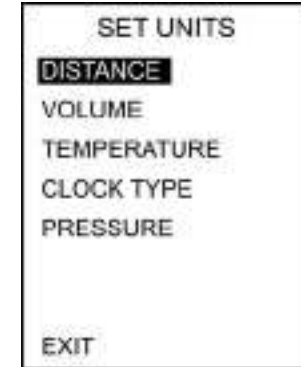 SET UNITS
DISTANCE
VOLUME
TEMPERATURE
CLOCK TYPE
PRESSURE
EXIT